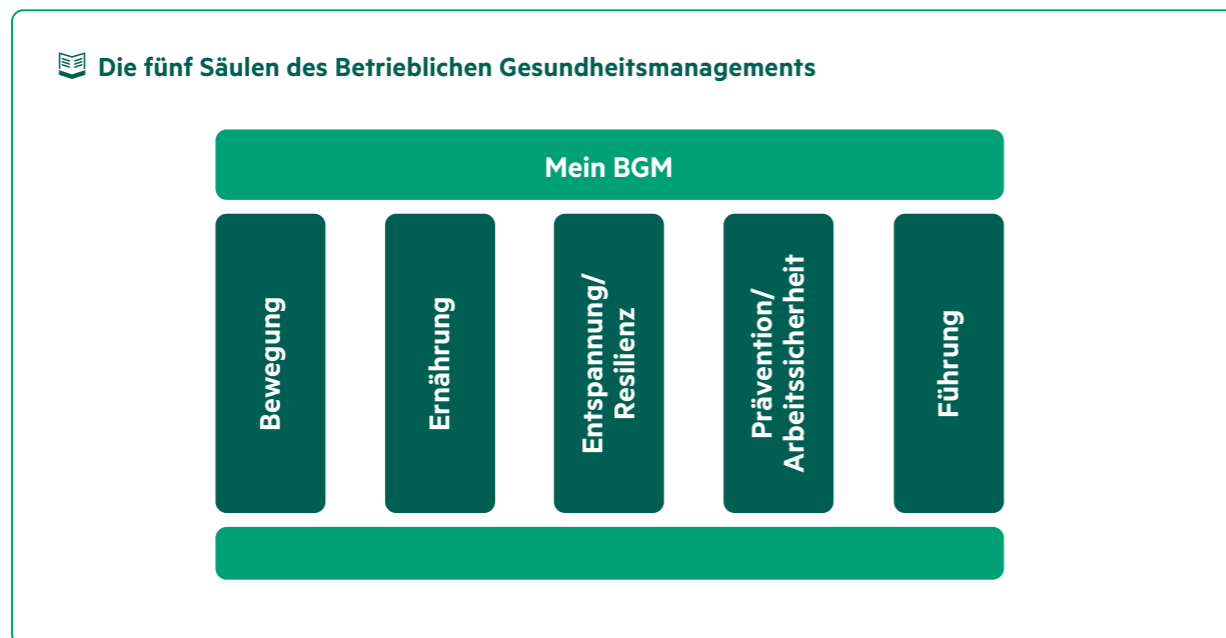 Die fünf Säulen des Betrieblichen Gesundheitsmanagements
Mein BGM
Bewegung
Ernährung
Entspannung/
Resilienz
Prävention/
Arbeitssicherheit
Führung